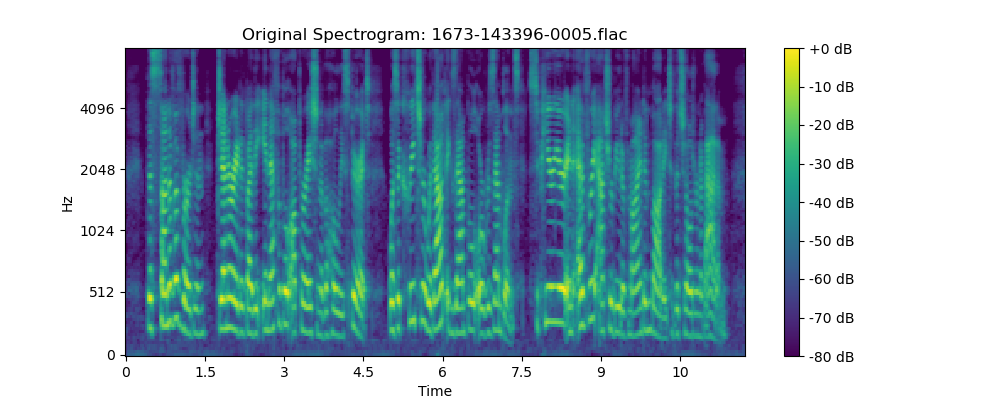 Original Spectrogram: 1673-143396-0005.flac
+0 dB
-10 dB
-20 dB
-30 dB
-40 dB
-50 dB
-60 dB
-70 dB
-80 dB
Hz
4096
2048
1024
512
0
0 1.5 3 4.5 6 7.5 9 10
Time